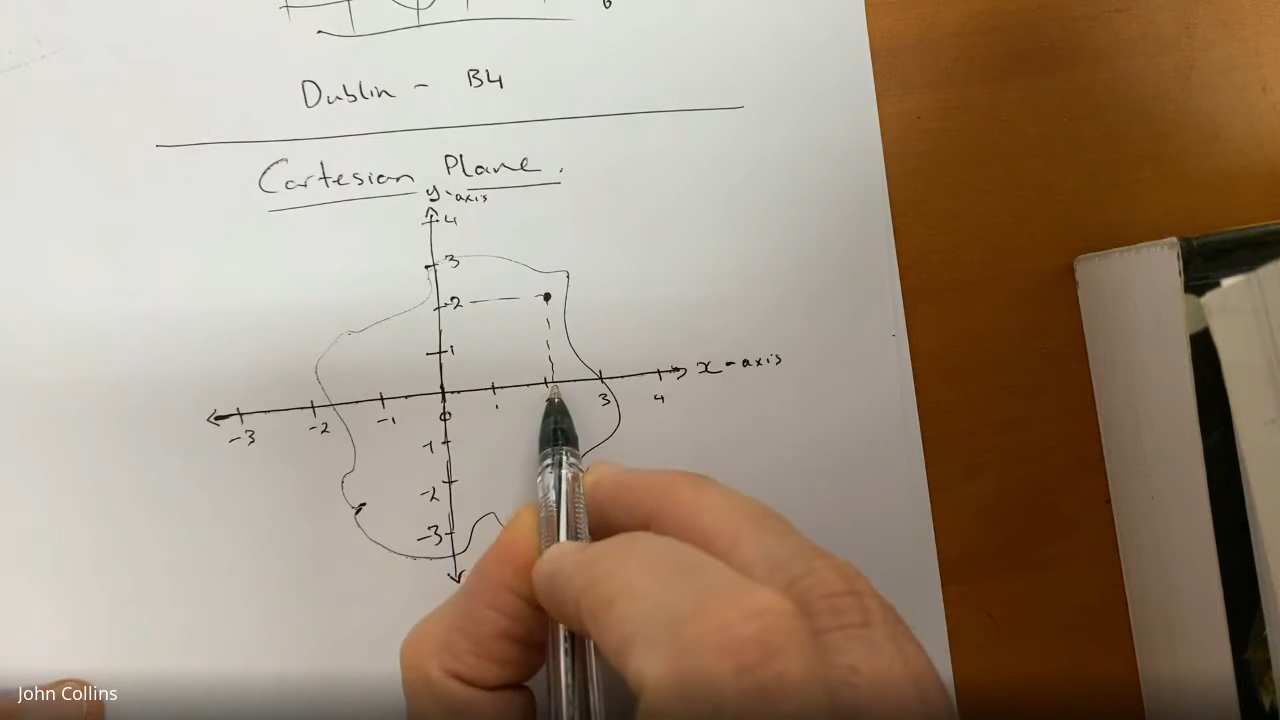 Dublin - B4
Cartesian Plane.
y-axis
4
3
2
1
x-axis
-3 -2 -1 0 1 3 4
-1
-2
-3
John Collins